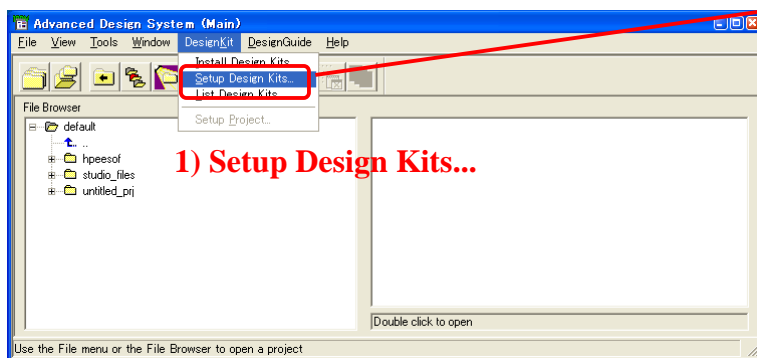 Advanced Design System (Main)
File View Tools Window DesignKit DesignGuide Help
Install Design Kits...
Setup Design Kits...
List Design Kits...
Setup Project...
File Browser
default
..
hpeesof
studio_files
untitled_prj
1) Setup Design Kits...
Double click to open
Use the File menu or the File Browser to open a project